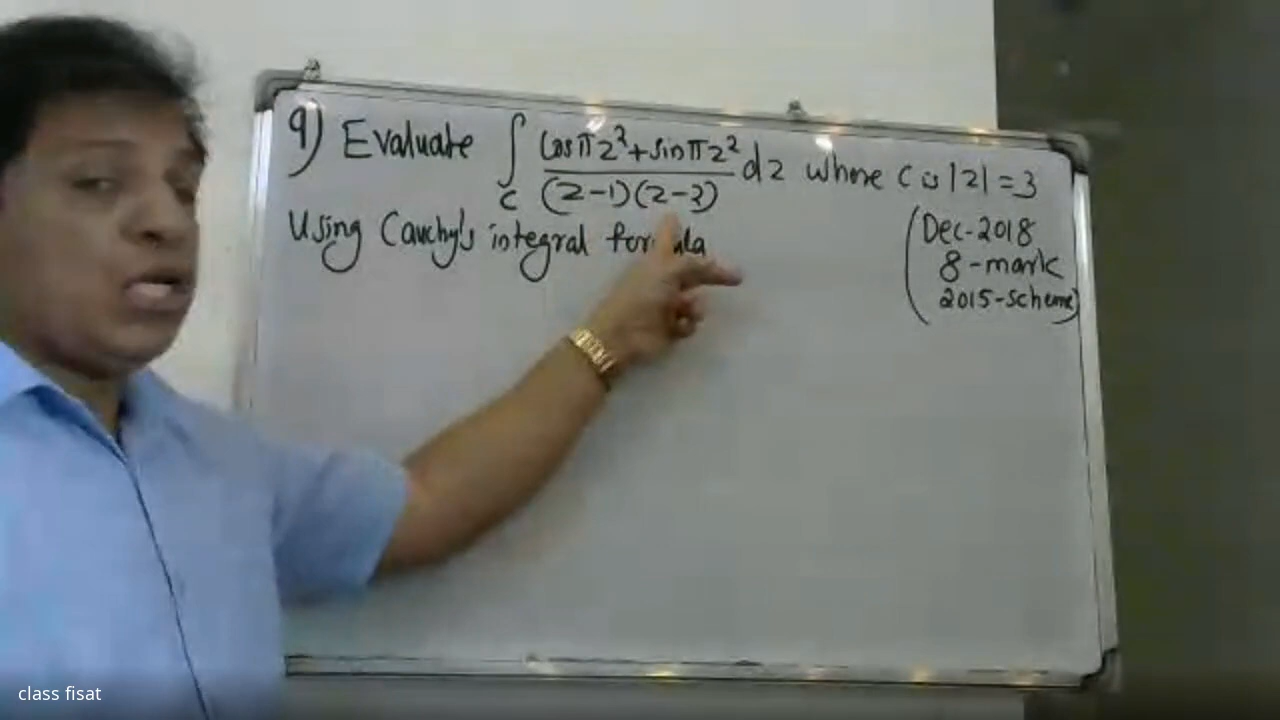 9) Evaluate ∫_C (cosπz²+sinπz²)/((z-1)(z-2)) dz where C is |z|=3
Using Cauchy's integral formula
(Dec-2018
8-mark
2015-scheme)
class fisat